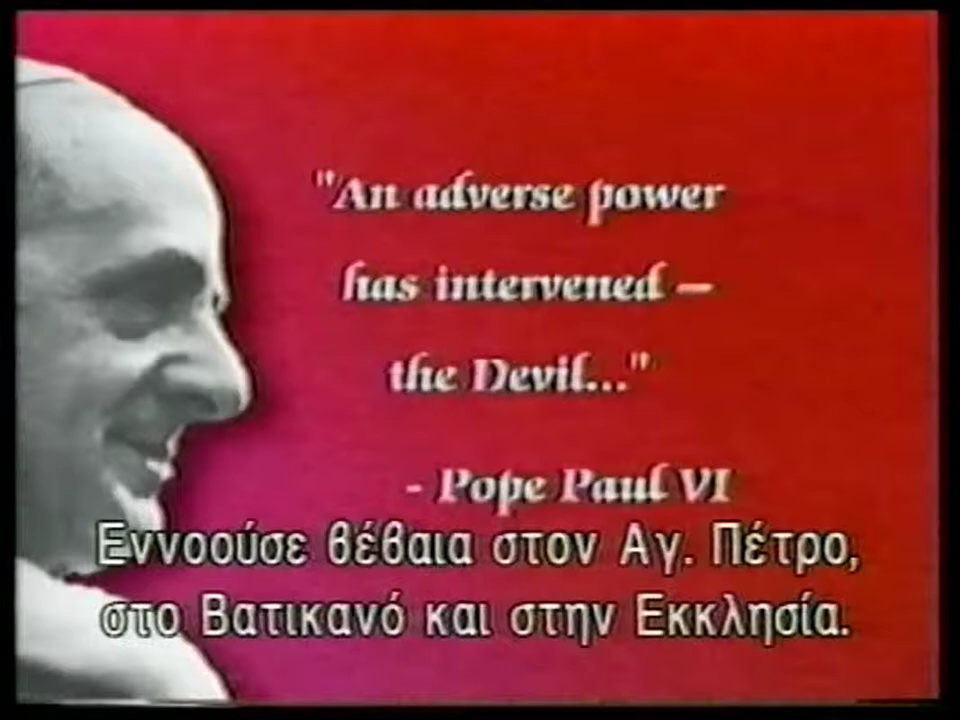 "An adverse power
has intervened —
the Devil..."
- Pope Paul VI
Εννοούσε βέβαια στον Αγ. Πέτρο,
στο Βατικανό και στην Εκκλησία.